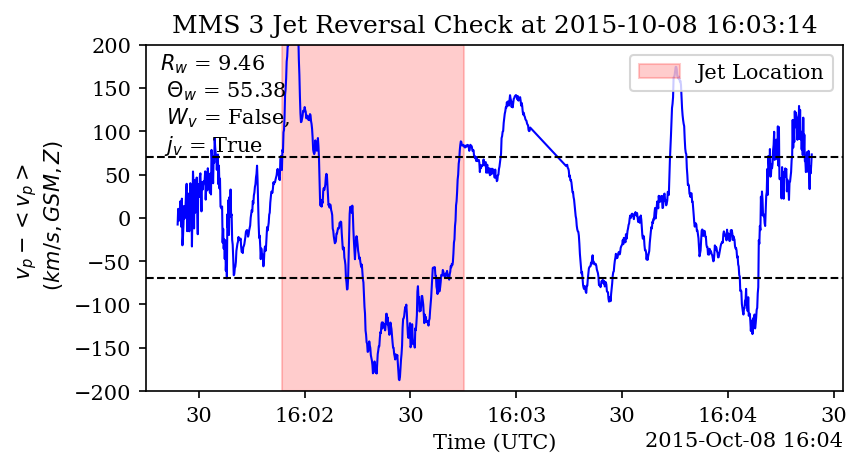 MMS 3 Jet Reversal Check at 2015-10-08 16:03:14
R_w = 9.46
Θ_w = 55.38
W_v = False,
j_v = True
Jet Location
v_p − < v_p >
(km/s, GSM, Z)
200
150
100
50
0
−50
−100
−150
−200
30 16:02 30 16:03 30 16:04 30
Time (UTC)
2015-Oct-08 16:04